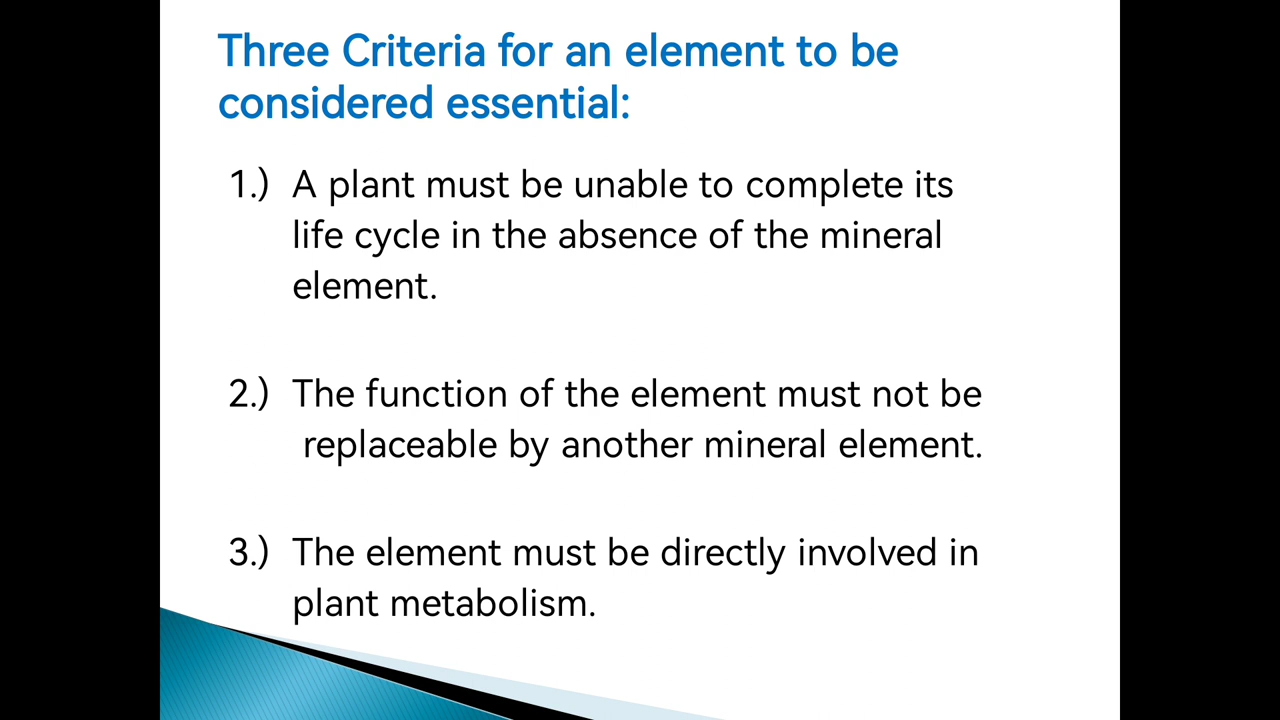 Three Criteria for an element to be
considered essential:
1.) A plant must be unable to complete its
life cycle in the absence of the mineral
element.
2.) The function of the element must not be
replaceable by another mineral element.
3.) The element must be directly involved in
plant metabolism.